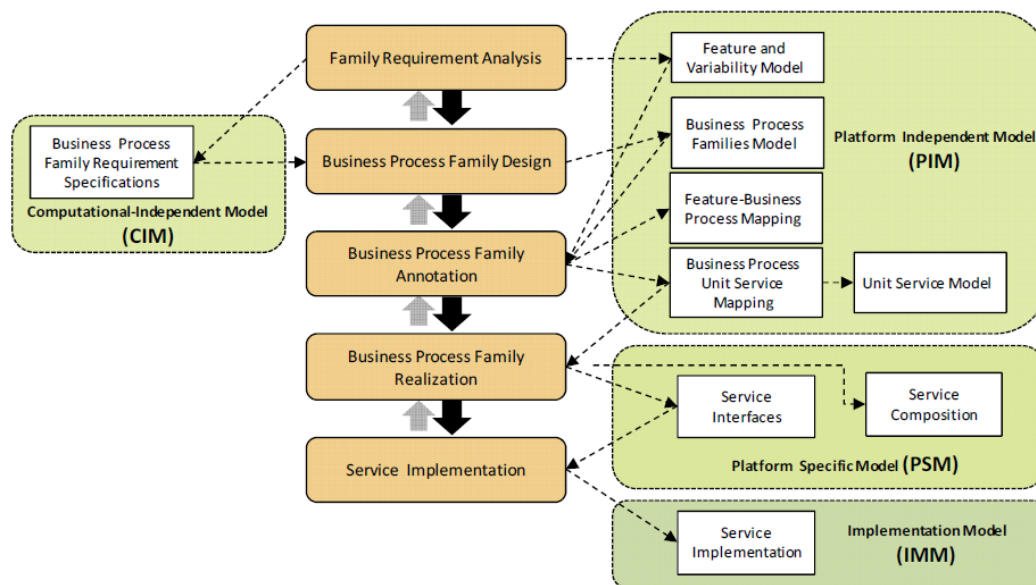 Family Requirement Analysis
Feature and
Variability Model
Business Process
Family Requirement
Specifications
Computational-Independent Model
(CIM)
Business Process Family Design
Business Process
Families Model
Platform Independent Model
(PIM)
Feature-Business
Process Mapping
Business Process Family
Annotation
Business Process
Unit Service
Mapping
Unit Service Model
Business Process Family
Realization
Service
Interfaces
Service
Composition
Platform Specific Model (PSM)
Service Implementation
Service
Implementation
Implementation Model
(IMM)